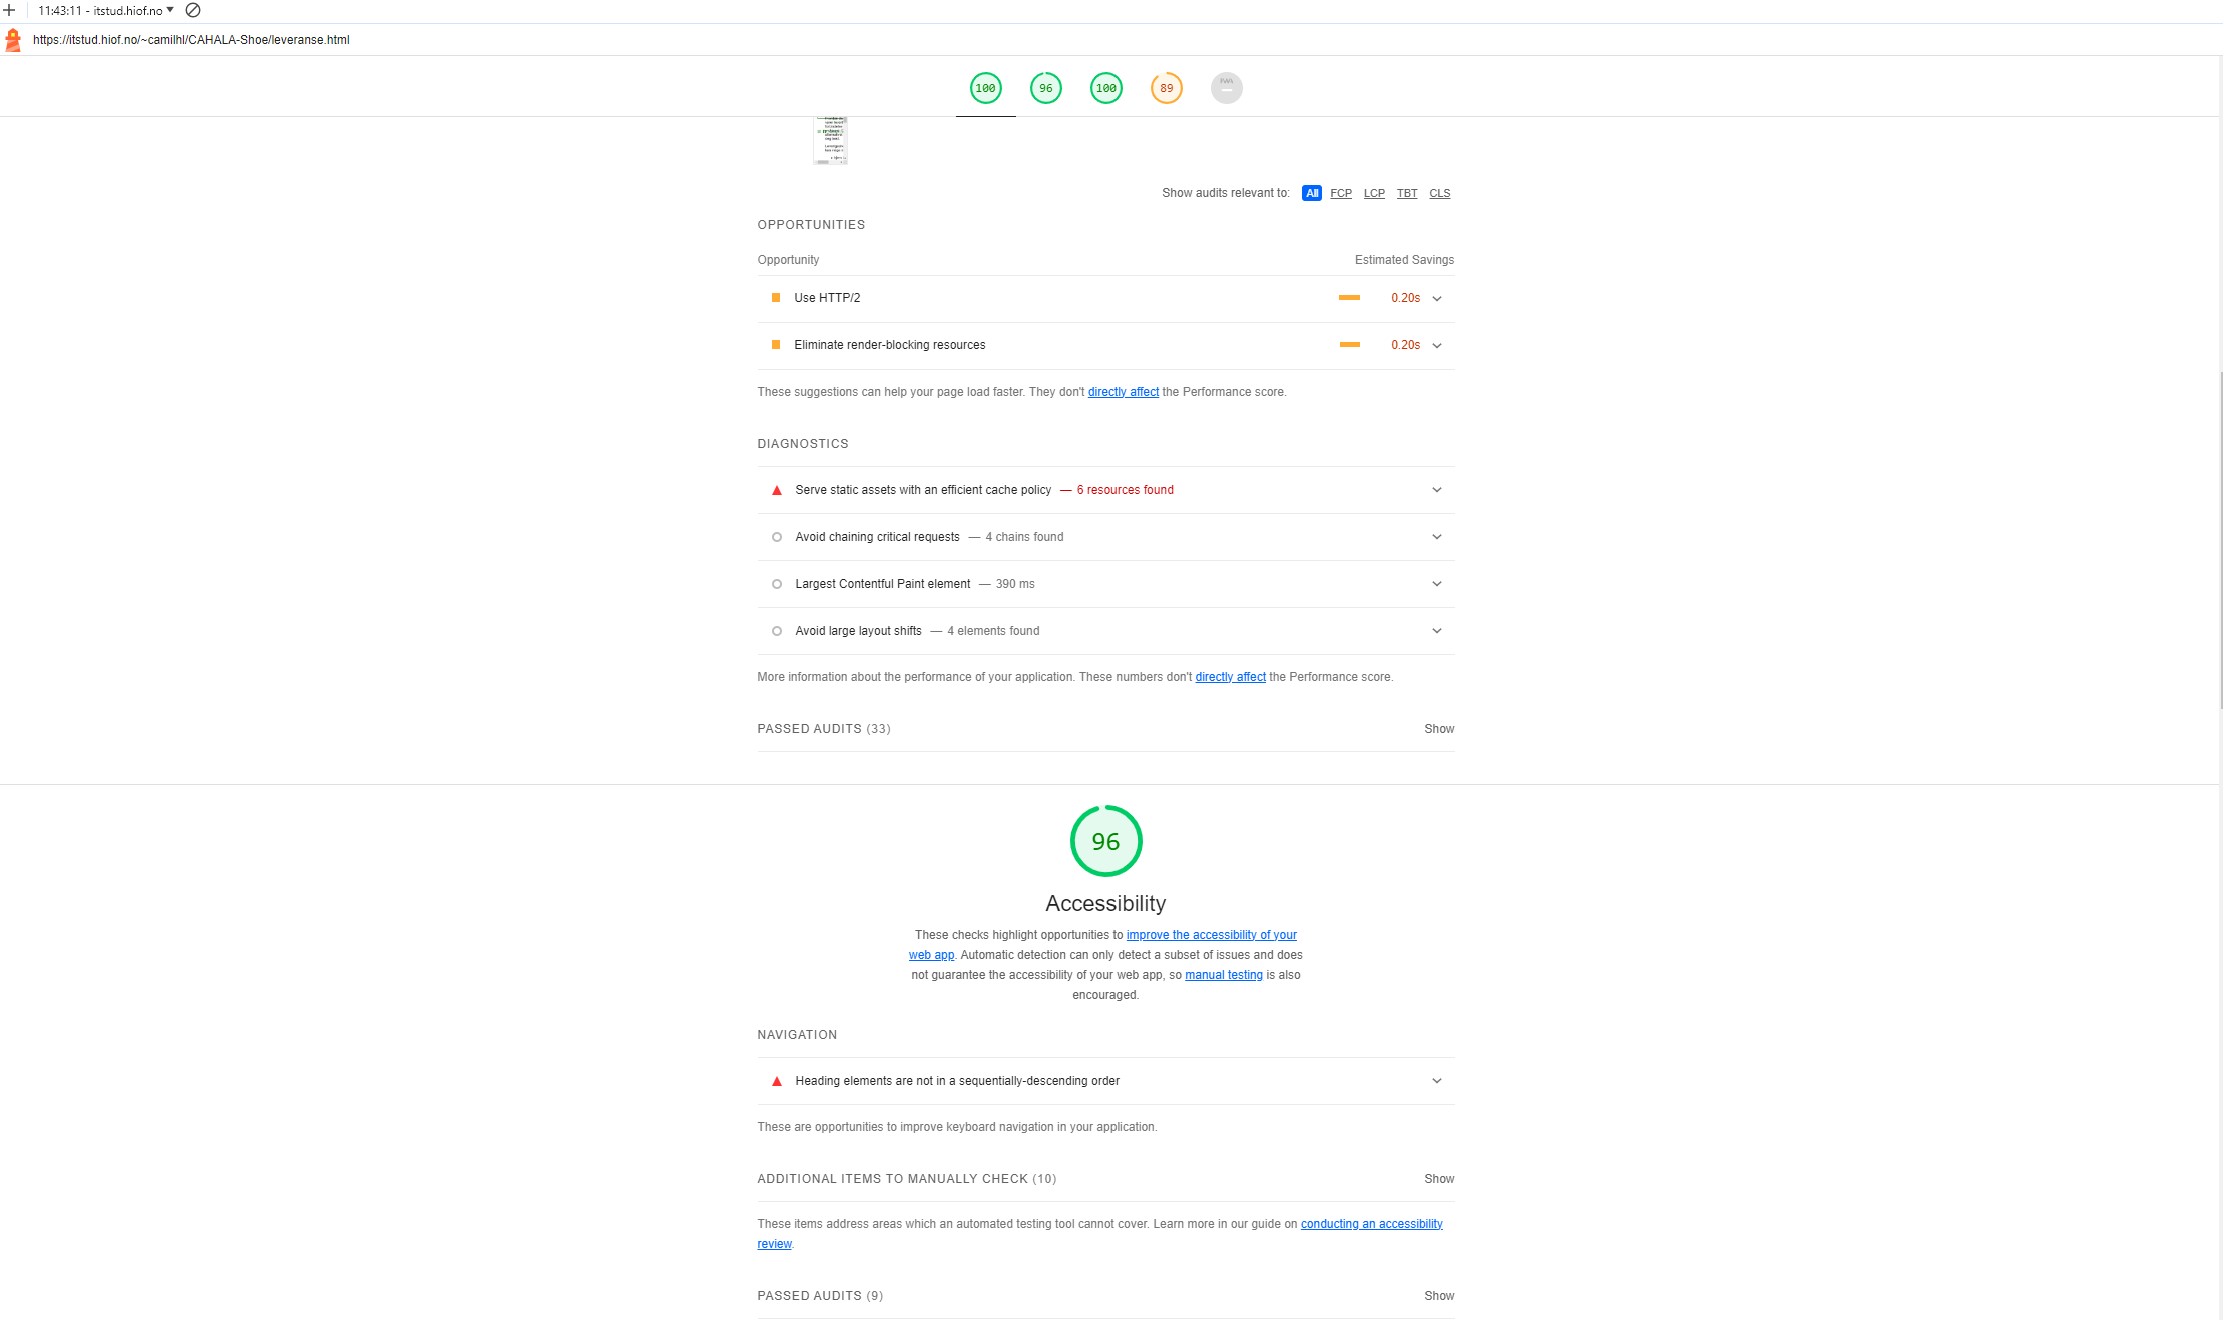 11:43:11 - itstud.hiof.no
https://itstud.hiof.no/~camilhl/CAHALA-Shoe/leveranse.html
100 96 100 89
Show audits relevant to: All FCP LCP TBT CLS
OPPORTUNITIES
Opportunity Estimated Savings
Use HTTP/2 0.20s
Eliminate render-blocking resources 0.20s
These suggestions can help your page load faster. They don't directly affect the Performance score.
DIAGNOSTICS
Serve static assets with an efficient cache policy — 6 resources found
Avoid chaining critical requests — 4 chains found
Largest Contentful Paint element — 390 ms
Avoid large layout shifts — 4 elements found
More information about the performance of your application. These numbers don't directly affect the Performance score.
PASSED AUDITS (33) Show
96
Accessibility
These checks highlight opportunities to improve the accessibility of your
web app. Automatic detection can only detect a subset of issues and does
not guarantee the accessibility of your web app, so manual testing is also
encouraged.
NAVIGATION
Heading elements are not in a sequentially-descending order
These are opportunities to improve keyboard navigation in your application.
ADDITIONAL ITEMS TO MANUALLY CHECK (10) Show
These items address areas which an automated testing tool cannot cover. Learn more in our guide on conducting an accessibility
review.
PASSED AUDITS (9) Show